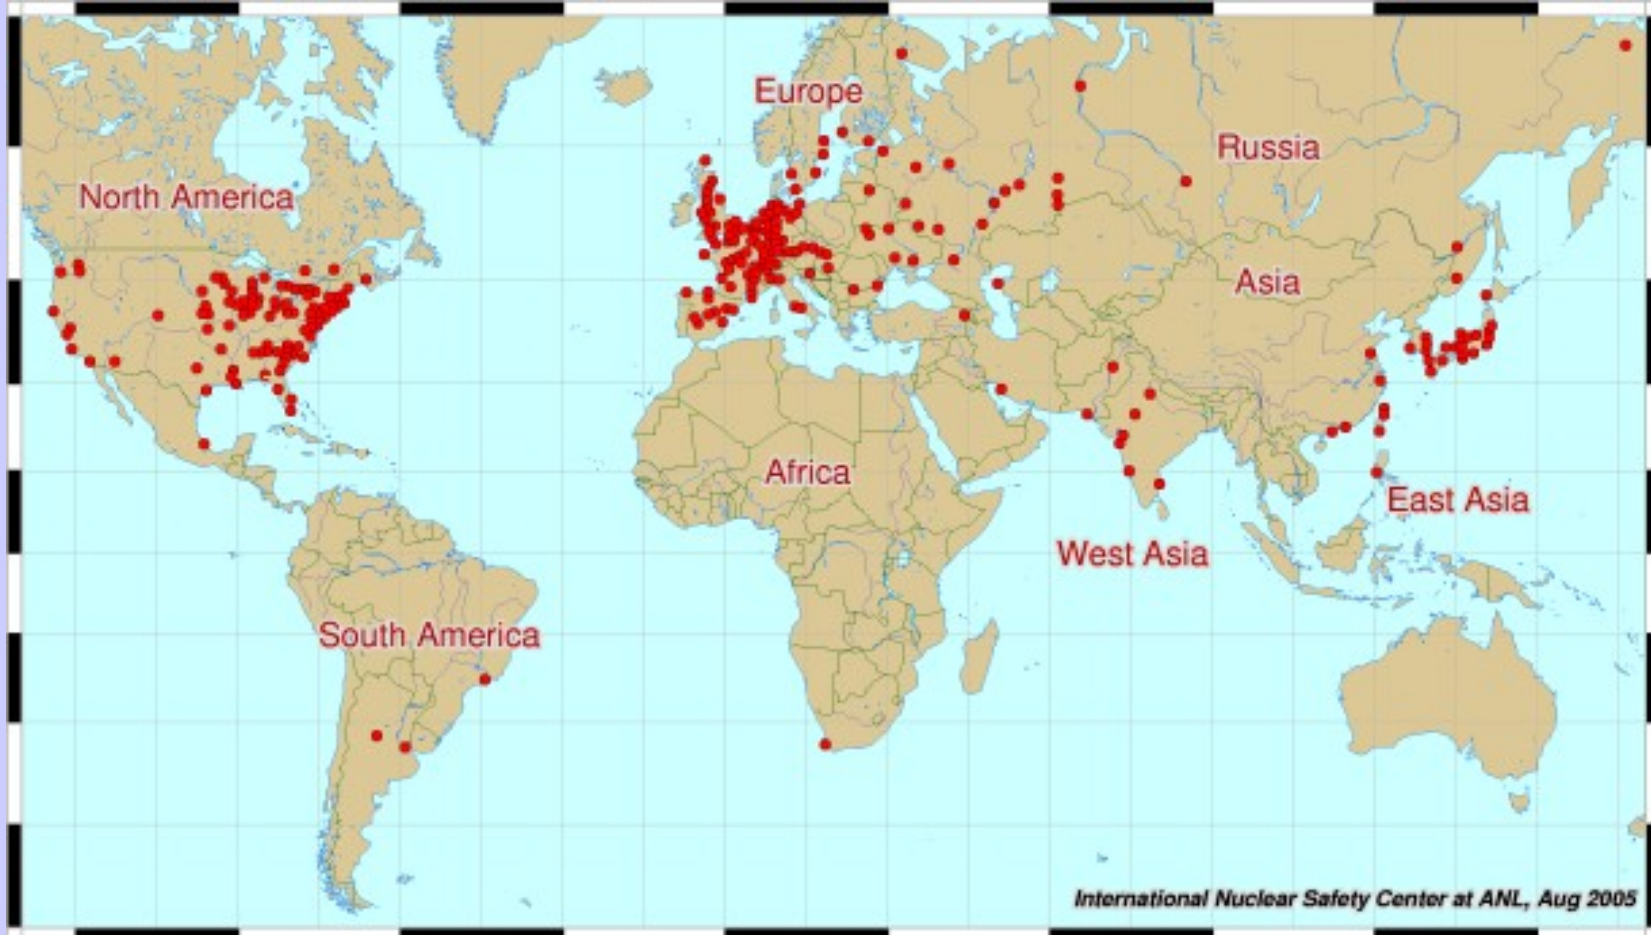 Europe
Russia
North America
Asia
Africa
East Asia
West Asia
South America
International Nuclear Safety Center at ANL, Aug 2005